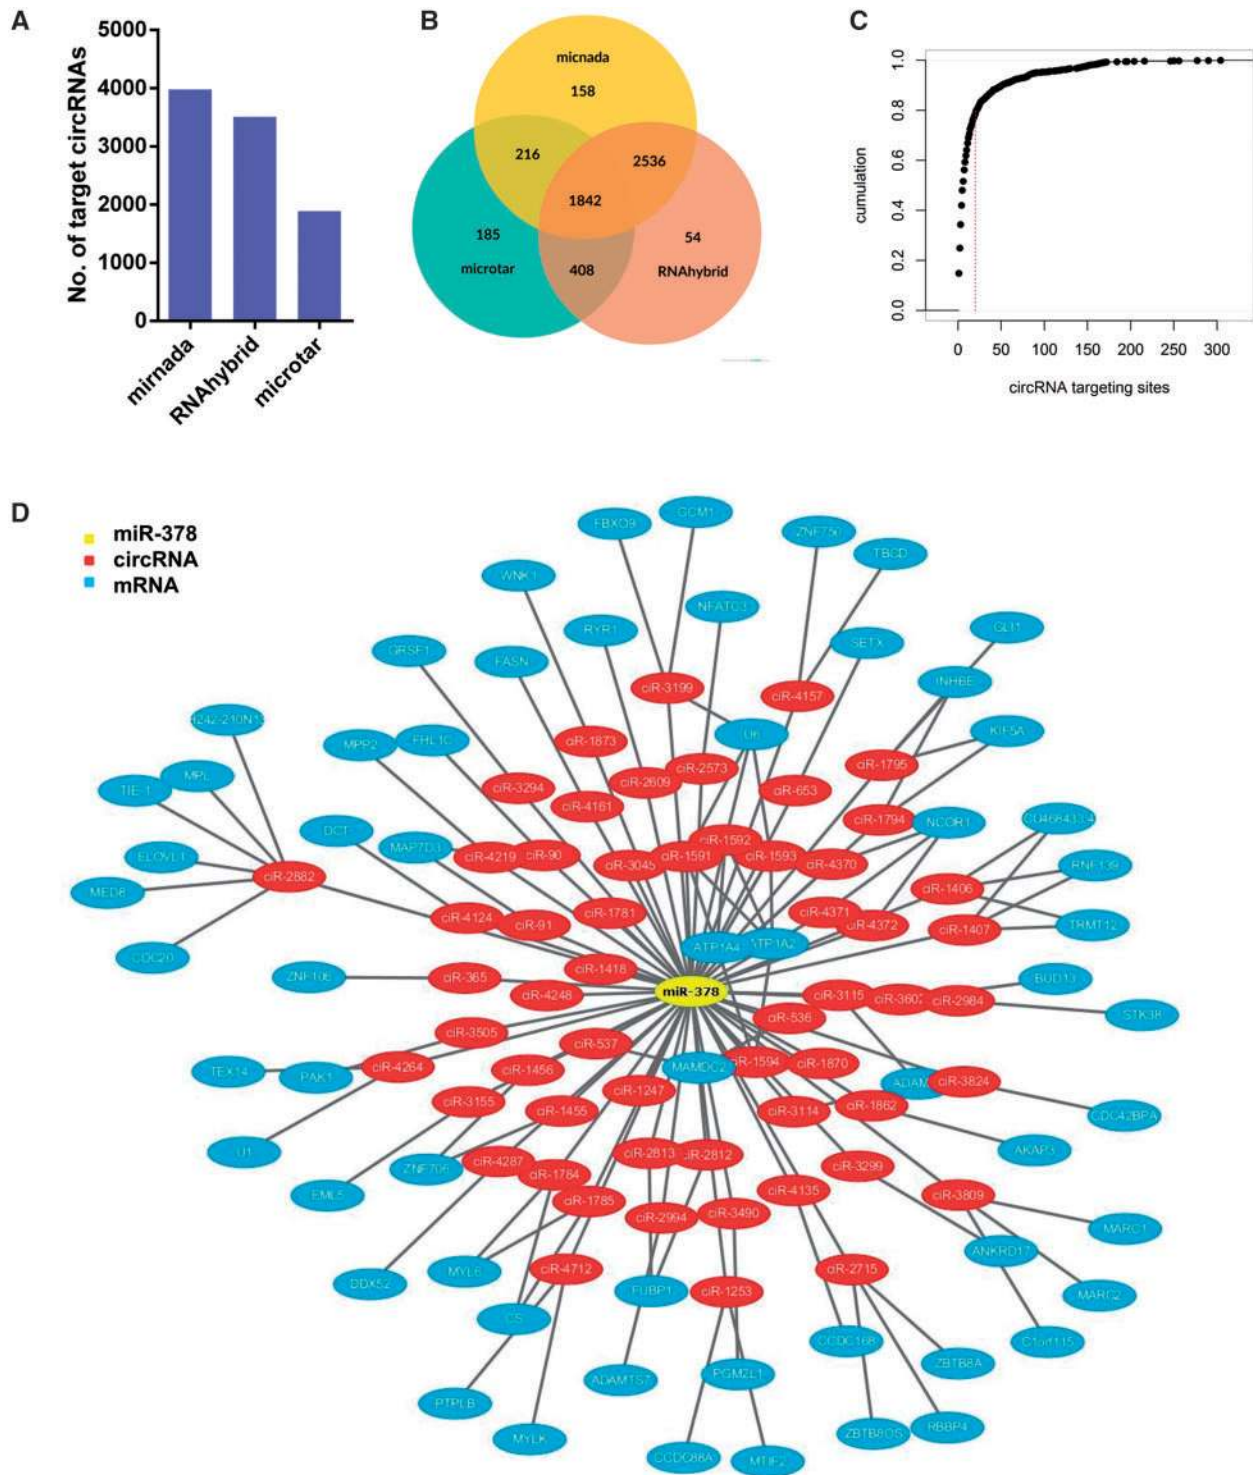 A
B
C
No. of target circRNAs
5000
4000
3000
2000
1000
0
mirnada
RNAhybrid
microtar
micnada
158
216
2536
1842
185
54
microtar
408
RNAhybrid
cumulation
1.0
0.8
0.6
0.4
0.2
0.0
0 50 100 150 200 250 300
circRNA targeting sites
D
miR-378
circRNA
mRNA
FBXO9
GCM1
ZNF750
TBCD
WNK1
NFATC3
RYR1
SETX
GLI1
GRSF1
FASN
ciR-3199
ciR-4157
INHBE
H242-210N13
MPP2
FHL1C
ciR-1873
U6
KIF5A
TIE-1
MPL
ciR-3294
ciR-4161
ciR-2609
ciR-2573
ciR-653
ciR-1795
DCT
MAP7D3
ciR-4219
ciR-90
ciR-3045
ciR-1591
ciR-1592
ciR-1593
ciR-4370
ciR-1794
NCOR1
ELOVL1
MED8
ciR-2882
ciR-1406
RNF139
CDC20
ciR-4124
ciR-91
ciR-1781
ciR-4371
ciR-4372
ciR-1407
TRMT12
ATP1A4
ATP1A2
ZNF106
ciR-365
ciR-1418
ciR-4248
miR-378
ciR-3115
ciR-3602
ciR-2984
BUD13
STK38
ciR-3505
ciR-537
ciR-536
TEX14
PAK1
ciR-4264
ciR-1456
MAMDC2
ciR-1594
ciR-1870
ADAM
ciR-3824
ciR-3155
ciR-1455
ciR-1247
ciR-3114
ciR-1862
CDC42BPA
U1
ZNF706
ciR-4287
ciR-1784
ciR-2813
ciR-2812
ciR-3299
AKAP3
EML5
ciR-1785
ciR-2994
ciR-3490
ciR-4135
ciR-3809
MARC1
DDX52
MYL6
ciR-4712
FUBP1
ciR-1253
ciR-2715
ANKRD17
MARC2
CS
CCDC168
C1orf115
PTPLB
ADAMTS7
PGM2L1
ZBTB8A
MYLK
CCDC88A
MTIF2
ZBTB8OS
RBBP4